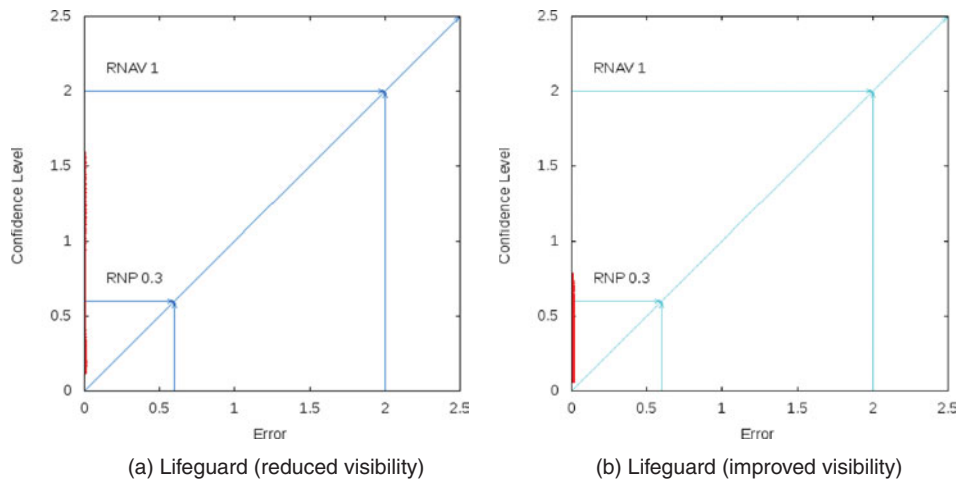 2.5
RNAV 1
2
1.5
Confidence Level
1
RNP 0.3
0.5
0
0 0.5 1 1.5 2 2.5
Error
(a) Lifeguard (reduced visibility)
2.5
RNAV 1
2
1.5
Confidence Level
1
RNP 0.3
0.5
0
0 0.5 1 1.5 2 2.5
Error
(b) Lifeguard (improved visibility)